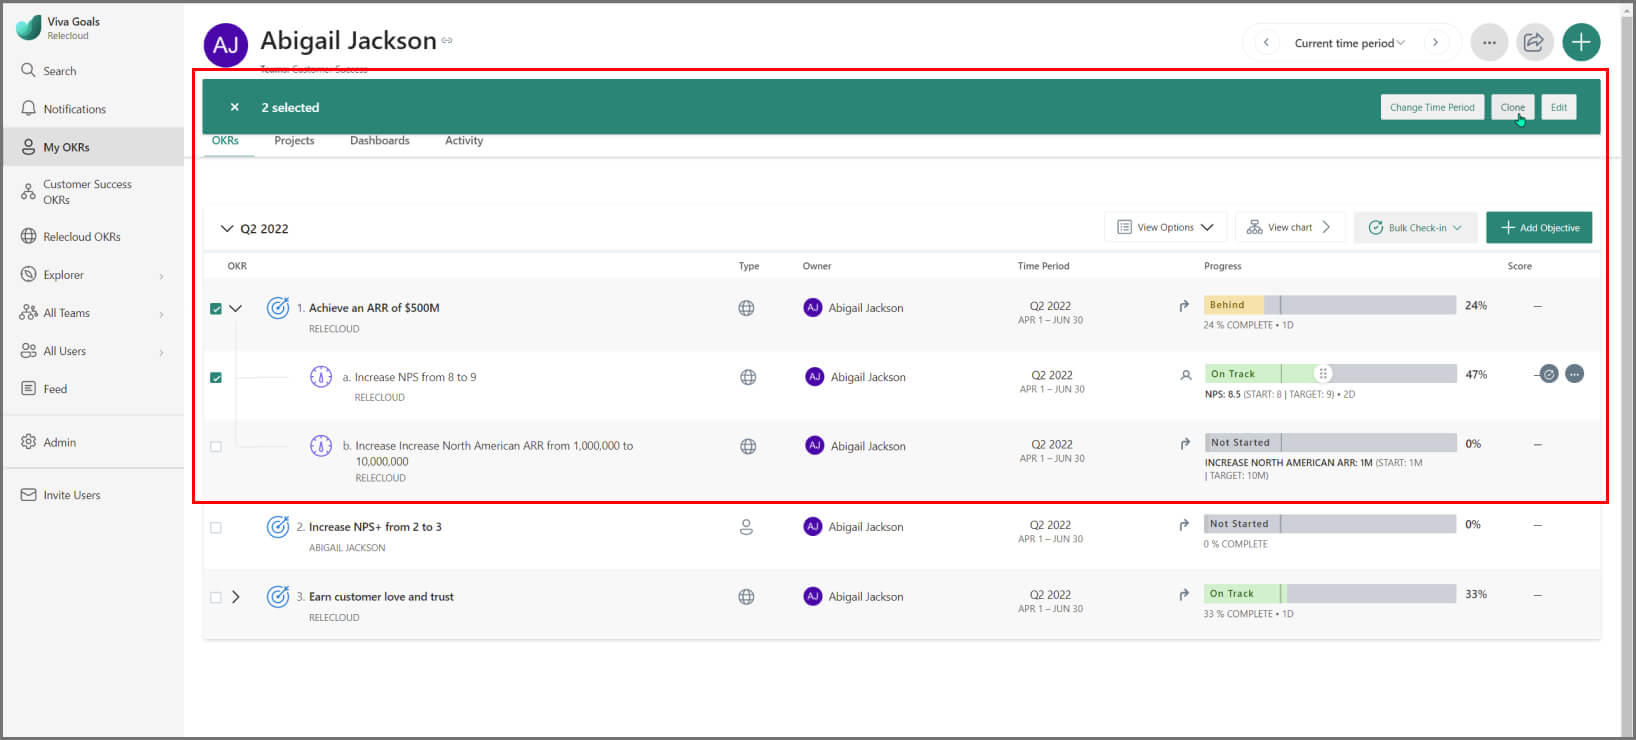 Viva Goals
Relecloud
Search
Notifications
My OKRs
Customer Success
OKRs
Relecloud OKRs
Explorer
All Teams
All Users
Feed
Admin
Invite Users
AJ Abigail Jackson
Teams: Customer Success
Current time period
2 selected
Change Time Period Clone Edit
OKRs Projects Dashboards Activity
Q2 2022
View Options View chart Bulk Check-in Add Objective
OKR Type Owner Time Period Progress Score
1. Achieve an ARR of $500M AJ Abigail Jackson Q2 2022 Behind 24% —
RELECLOUD APR 1 – JUN 30 24 % COMPLETE • 1D
a. Increase NPS from 8 to 9 AJ Abigail Jackson Q2 2022 On Track 47% —
RELECLOUD APR 1 – JUN 30 NPS: 8.5 (START: 8 | TARGET: 9) • 2D
b. Increase Increase North American ARR from 1,000,000 to AJ Abigail Jackson Q2 2022 Not Started 0% —
10,000,000 APR 1 – JUN 30 INCREASE NORTH AMERICAN ARR: 1M (START: 1M
RELECLOUD | TARGET: 10M)
2. Increase NPS+ from 2 to 3 AJ Abigail Jackson Q2 2022 Not Started 0% —
ABIGAIL JACKSON APR 1 – JUN 30 0 % COMPLETE
3. Earn customer love and trust AJ Abigail Jackson Q2 2022 On Track 33% —
RELECLOUD APR 1 – JUN 30 33 % COMPLETE • 1D